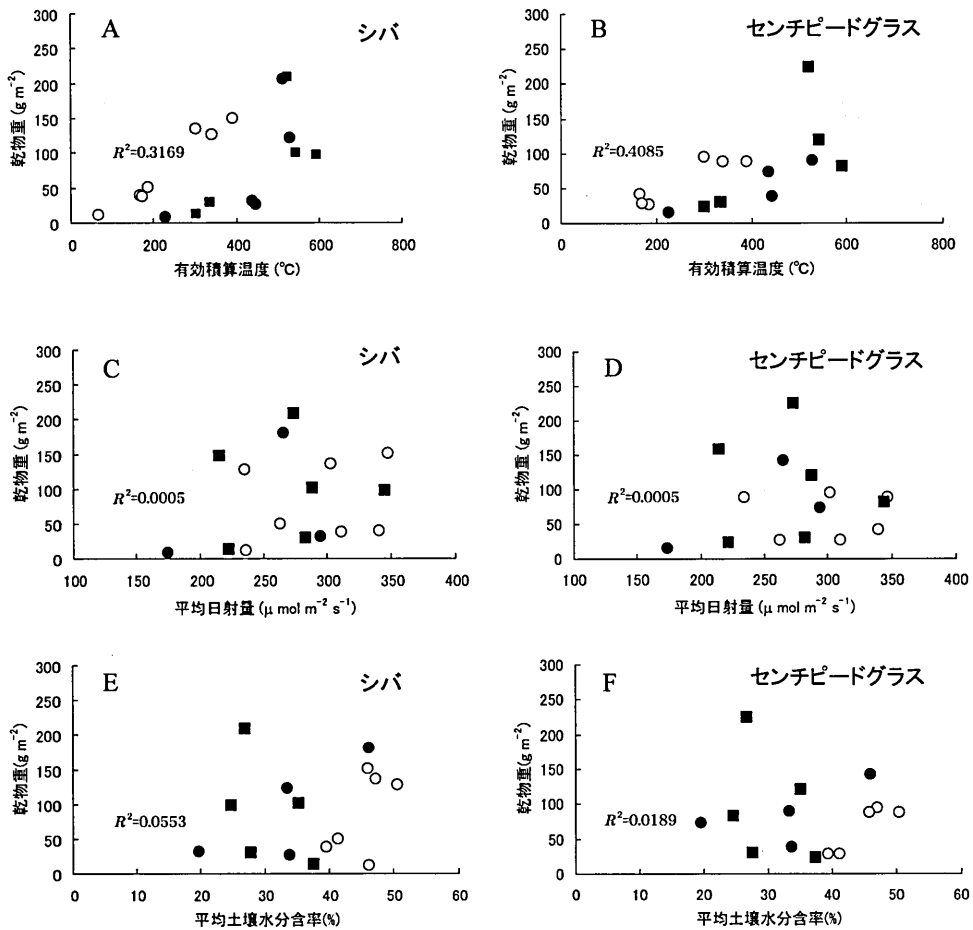 A
シバ
300
250
200
150
100
50
0
乾物重 (g m⁻²)
R²=0.3169
0 200 400 600 800
有効積算温度 (℃)
B
センチピードグラス
300
250
200
150
100
50
0
乾物重 (g m⁻²)
R²=0.4085
0 200 400 600 800
有効積算温度 (℃)
C
シバ
300
250
200
150
100
50
0
乾物重 (g m⁻²)
R²=0.0005
100 150 200 250 300 350 400
平均日射量 (μ mol m⁻² s⁻¹)
D
センチピードグラス
300
250
200
150
100
50
0
乾物重 (g m⁻²)
R²=0.0005
100 150 200 250 300 350 400
平均日射量 (μ mol m⁻² s⁻¹)
E
シバ
300
250
200
150
100
50
0
乾物重 (g m⁻²)
R²=0.0553
0 10 20 30 40 50 60
平均土壌水分含率(%)
F
センチピードグラス
300
250
200
150
100
50
0
乾物重 (g m⁻²)
R²=0.0189
0 10 20 30 40 50 60
平均土壌水分含率(%)